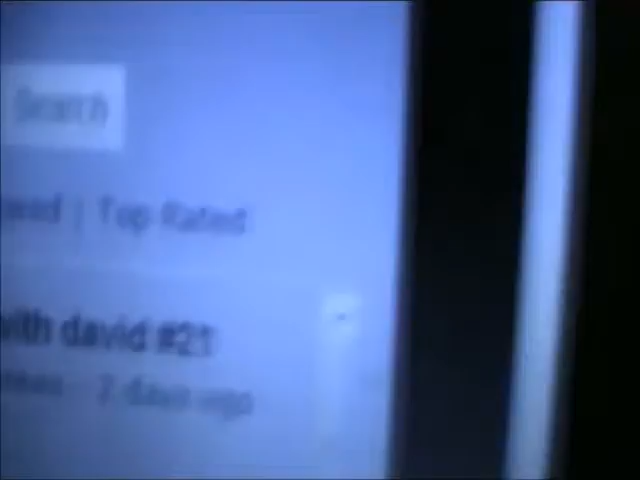 Search
| Top Rated
with david #21
2 days ago